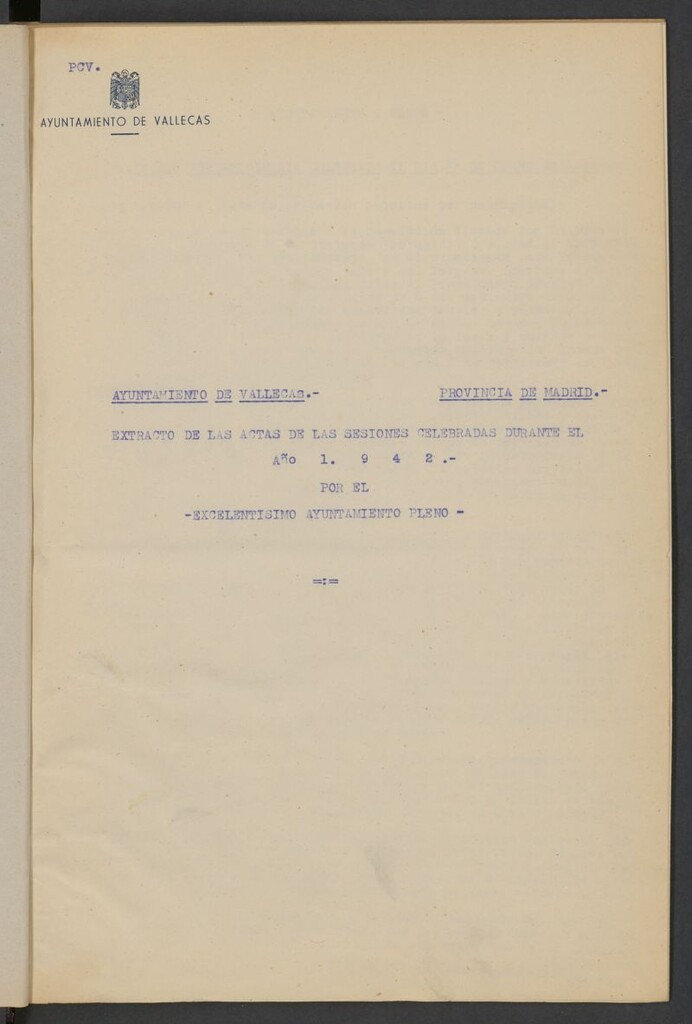 PCV.
AYUNTAMIENTO DE VALLECAS
AYUNTAMIENTO DE VALLECAS.- PROVINCIA DE MADRID.-
EXTRACTO DE LAS ACTAS DE LAS SESIONES CELEBRADAS DURANTE EL
Año 1. 9 4 2 .-
POR EL
-EXCELENTISIMO AYUNTAMIENTO PLENO -
=:=